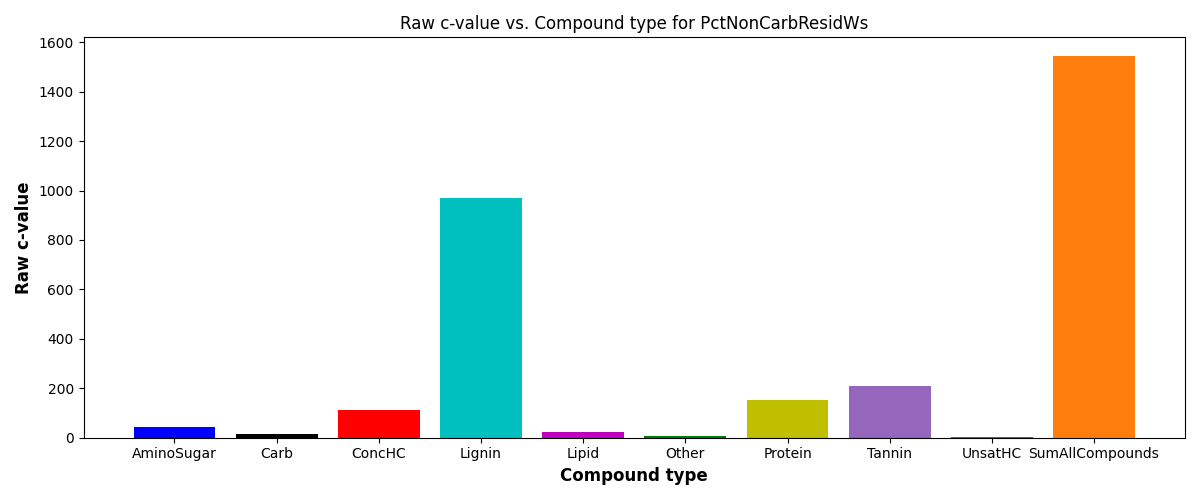 Raw c-value vs. Compound type for PctNonCarbResidWs
1600
1400
1200
1000
800
600
400
200
0
Raw c-value
AminoSugar Carb ConcHC Lignin Lipid Other Protein Tannin UnsatHC SumAllCompounds
Compound type